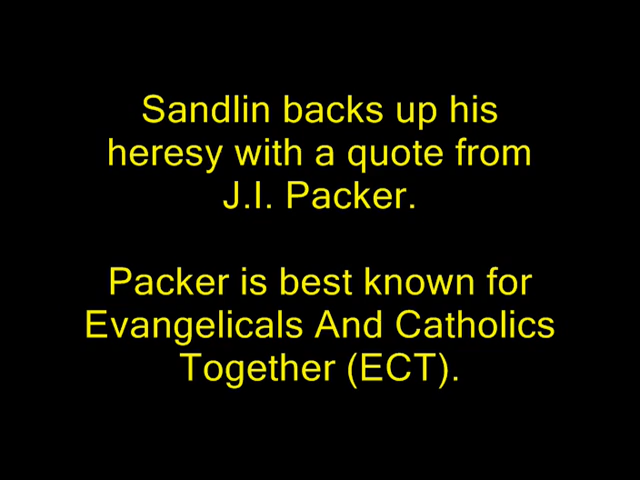 Sandlin backs up his
heresy with a quote from
J.I. Packer.
Packer is best known for
Evangelicals And Catholics
Together (ECT).